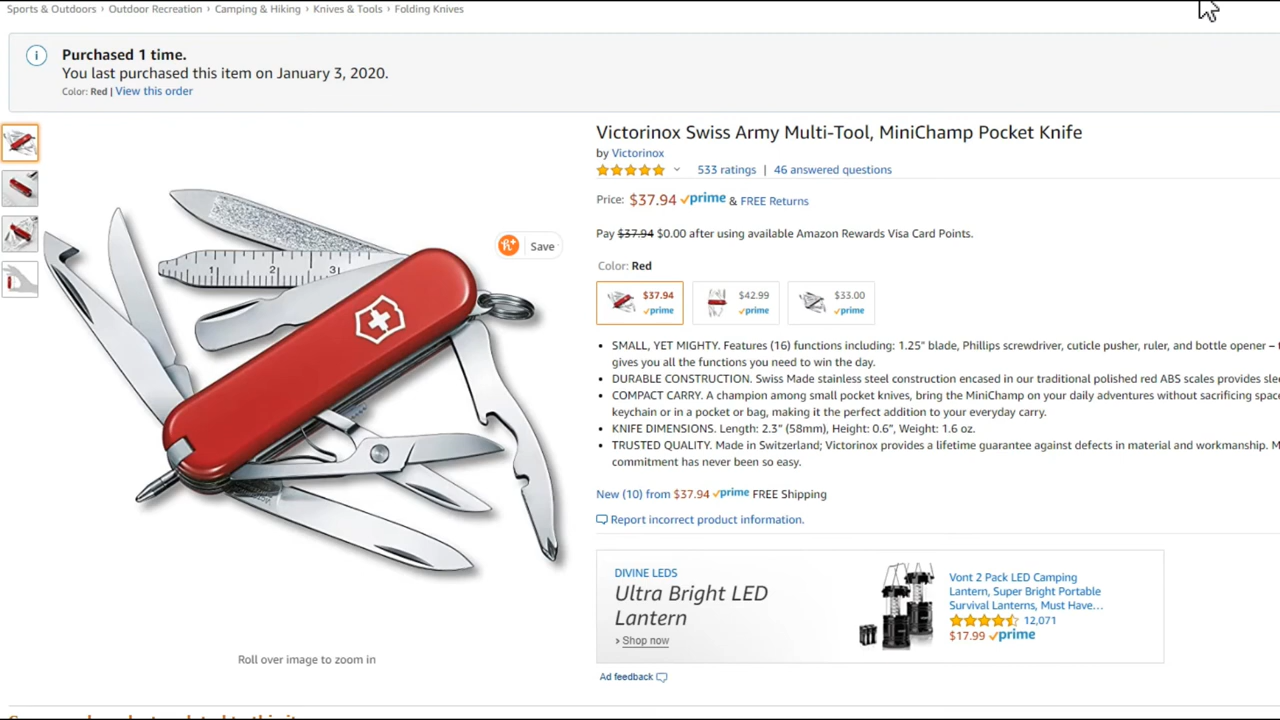 Sports & Outdoors › Outdoor Recreation › Camping & Hiking › Knives & Tools › Folding Knives
Purchased 1 time.
You last purchased this item on January 3, 2020.
Color: Red | View this order
Victorinox Swiss Army Multi-Tool, MiniChamp Pocket Knife
by Victorinox
533 ratings | 46 answered questions
Price: $37.94 prime & FREE Returns
Pay $37.94 $0.00 after using available Amazon Rewards Visa Card Points.
Save
Color: Red
$37.94 $42.99 $33.00
prime prime prime
1 2 3
• SMALL, YET MIGHTY. Features (16) functions including: 1.25" blade, Phillips screwdriver, cuticle pusher, ruler, and bottle opener –
gives you all the functions you need to win the day.
• DURABLE CONSTRUCTION. Swiss Made stainless steel construction encased in our traditional polished red ABS scales provides
• COMPACT CARRY. A champion among small pocket knives, bring the MiniChamp on your daily adventures without sacrificing
keychain or in a pocket or bag, making it the perfect addition to your everyday carry.
• KNIFE DIMENSIONS. Length: 2.3" (58mm), Height: 0.6", Weight: 1.6 oz.
• TRUSTED QUALITY. Made in Switzerland; Victorinox provides a lifetime guarantee against defects in material and workmanship.
commitment has never been so easy.
New (10) from $37.94 prime FREE Shipping
Report incorrect product information.
DIVINE LEDS
Ultra Bright LED
Lantern
› Shop now
Vont 2 Pack LED Camping
Lantern, Super Bright Portable
Survival Lanterns, Must Have…
12,071
$17.99 prime
Roll over image to zoom in
Ad feedback